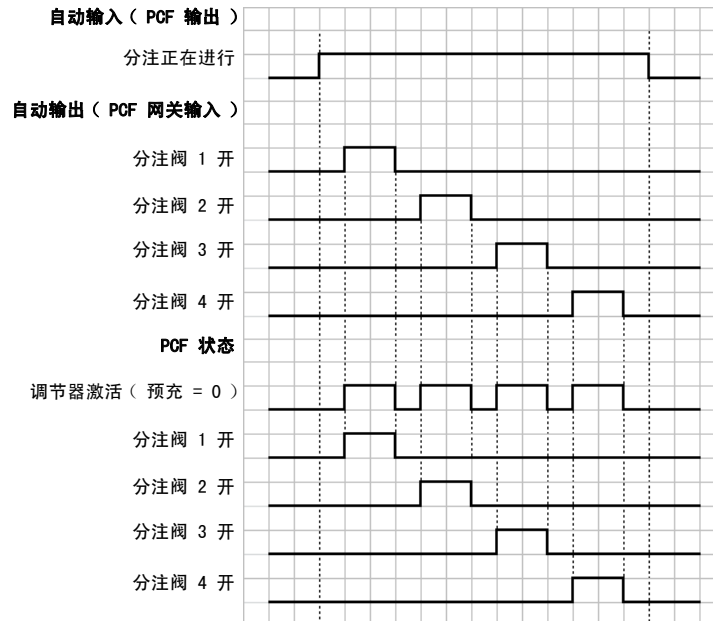 自动输入（ PCF 输出 ）
分注正在进行
自动输出（ PCF 网关输入 ）
分注阀 1 开
分注阀 2 开
分注阀 3 开
分注阀 4 开
PCF 状态
调节器激活（ 预充 = 0 ）
分注阀 1 开
分注阀 2 开
分注阀 3 开
分注阀 4 开